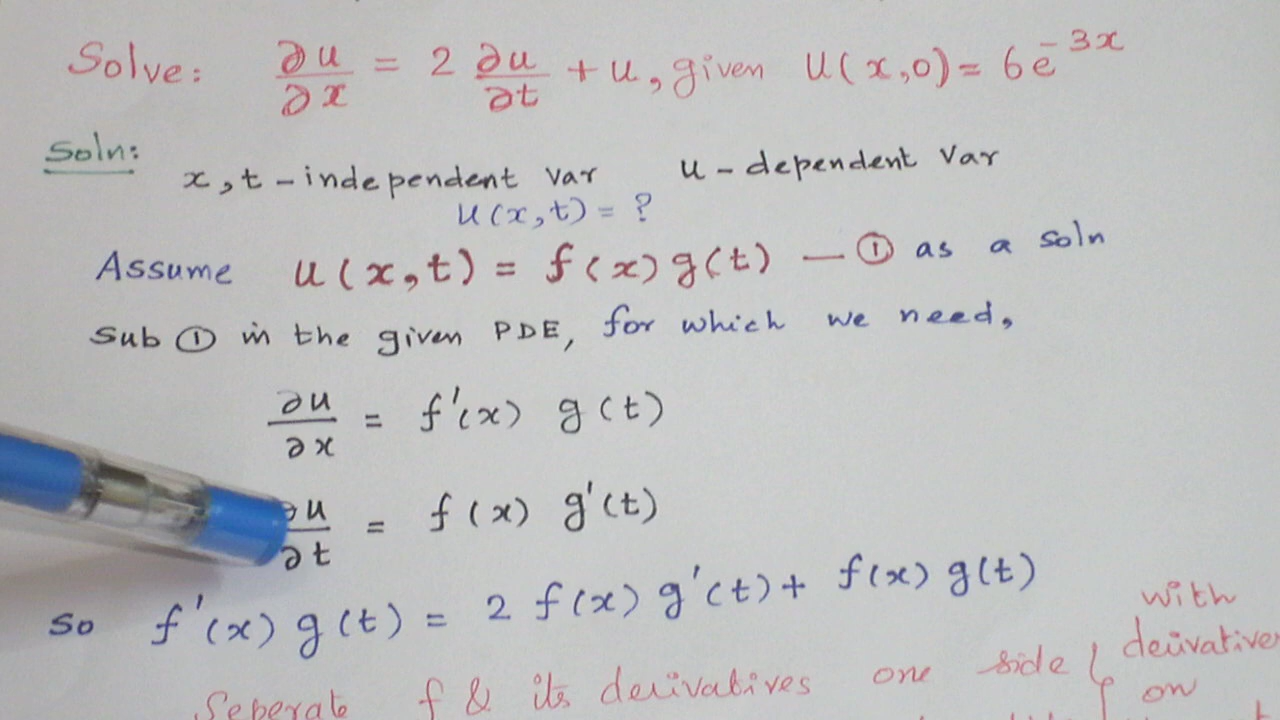 Solve: ∂u/∂x = 2 ∂u/∂t + u, given u(x,0) = 6e^{-3x}
Soln:
x,t - independent var u - dependent var
u(x,t) = ?
Assume u(x,t) = f(x) g(t) — ① as a soln
Sub ① in the given PDE, for which we need,
∂u/∂x = f'(x) g(t)
∂u/∂t = f(x) g'(t)
So f'(x) g(t) = 2 f(x) g'(t) + f(x) g(t)
Seperate f & its derivatives one side
with
derivatives
on